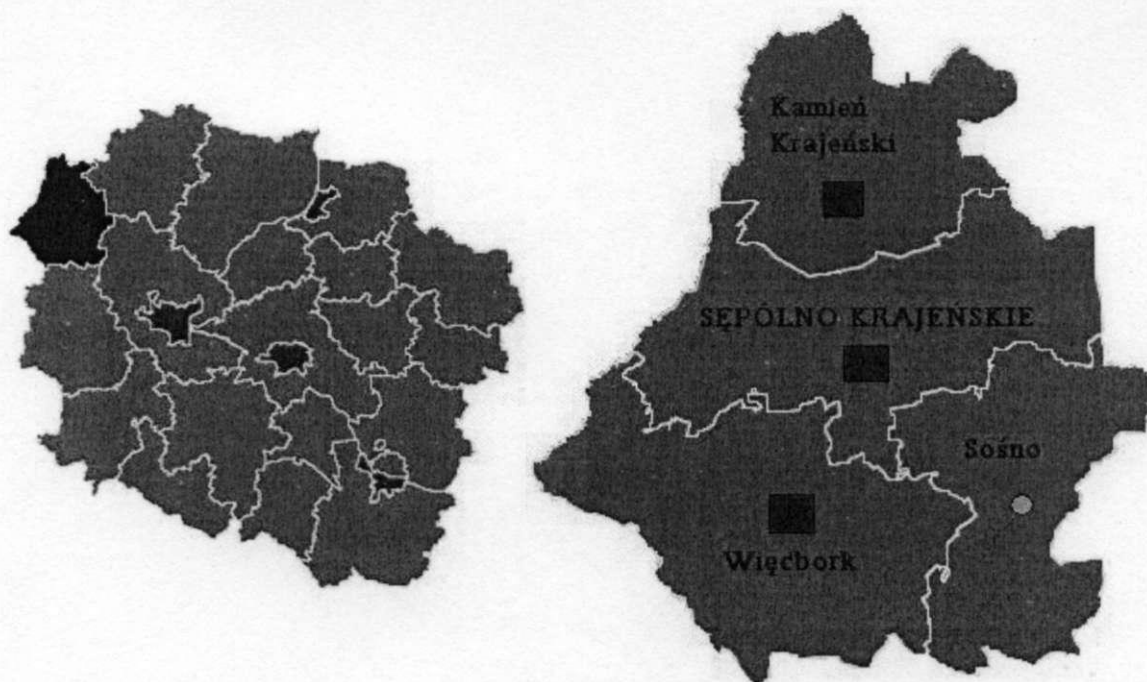 Kamień
Krajeński
SĘPÓLNO KRAJEŃSKIE
Sośno
Więcbork